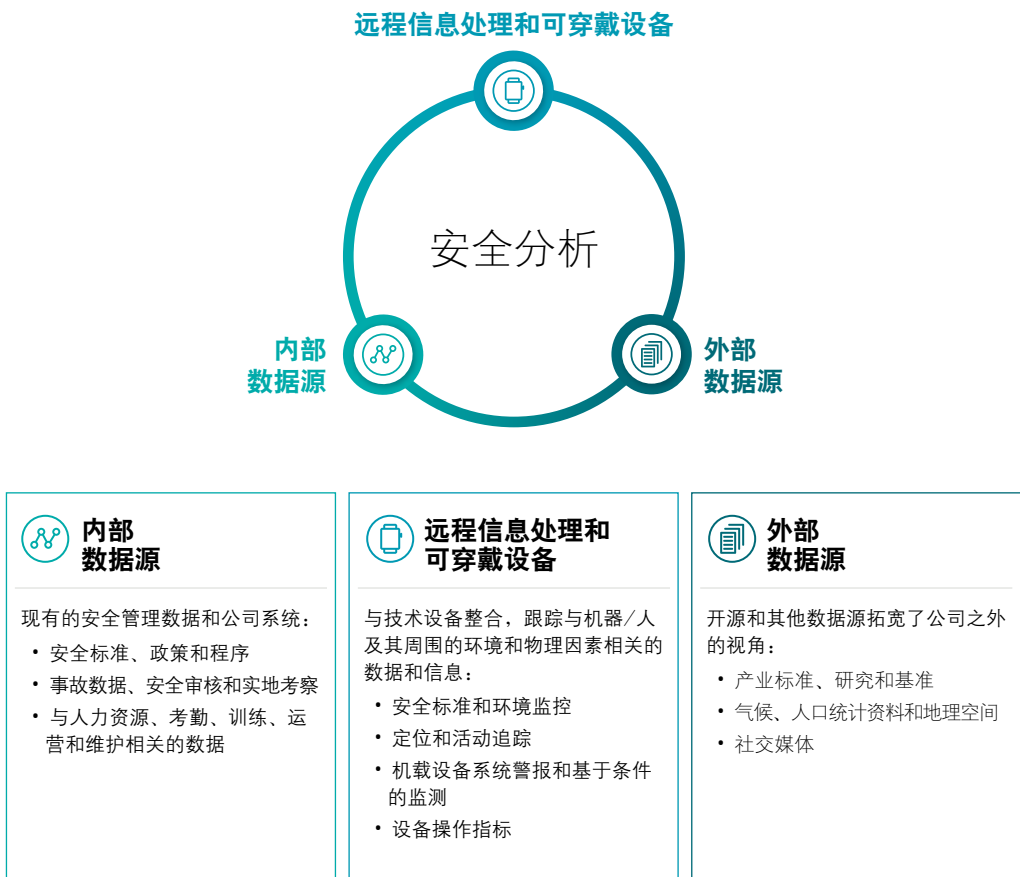 远程信息处理和可穿戴设备
安全分析
内部
数据源
外部
数据源
内部
数据源
现有的安全管理数据和公司系统：
• 安全标准、政策和程序
• 事故数据、安全审核和实地考察
• 与人力资源、考勤、训练、运
营和维护相关的数据
远程信息处理和
可穿戴设备
与技术设备整合，跟踪与机器/人
及其周围的环境和物理因素相关的
数据和信息：
• 安全标准和环境监控
• 定位和活动追踪
• 机载设备系统警报和基于条件
的监测
• 设备操作指标
外部
数据源
开源和其他数据源拓宽了公司之外
的视角：
• 产业标准、研究和基准
• 气候、人口统计资料和地理空间
• 社交媒体